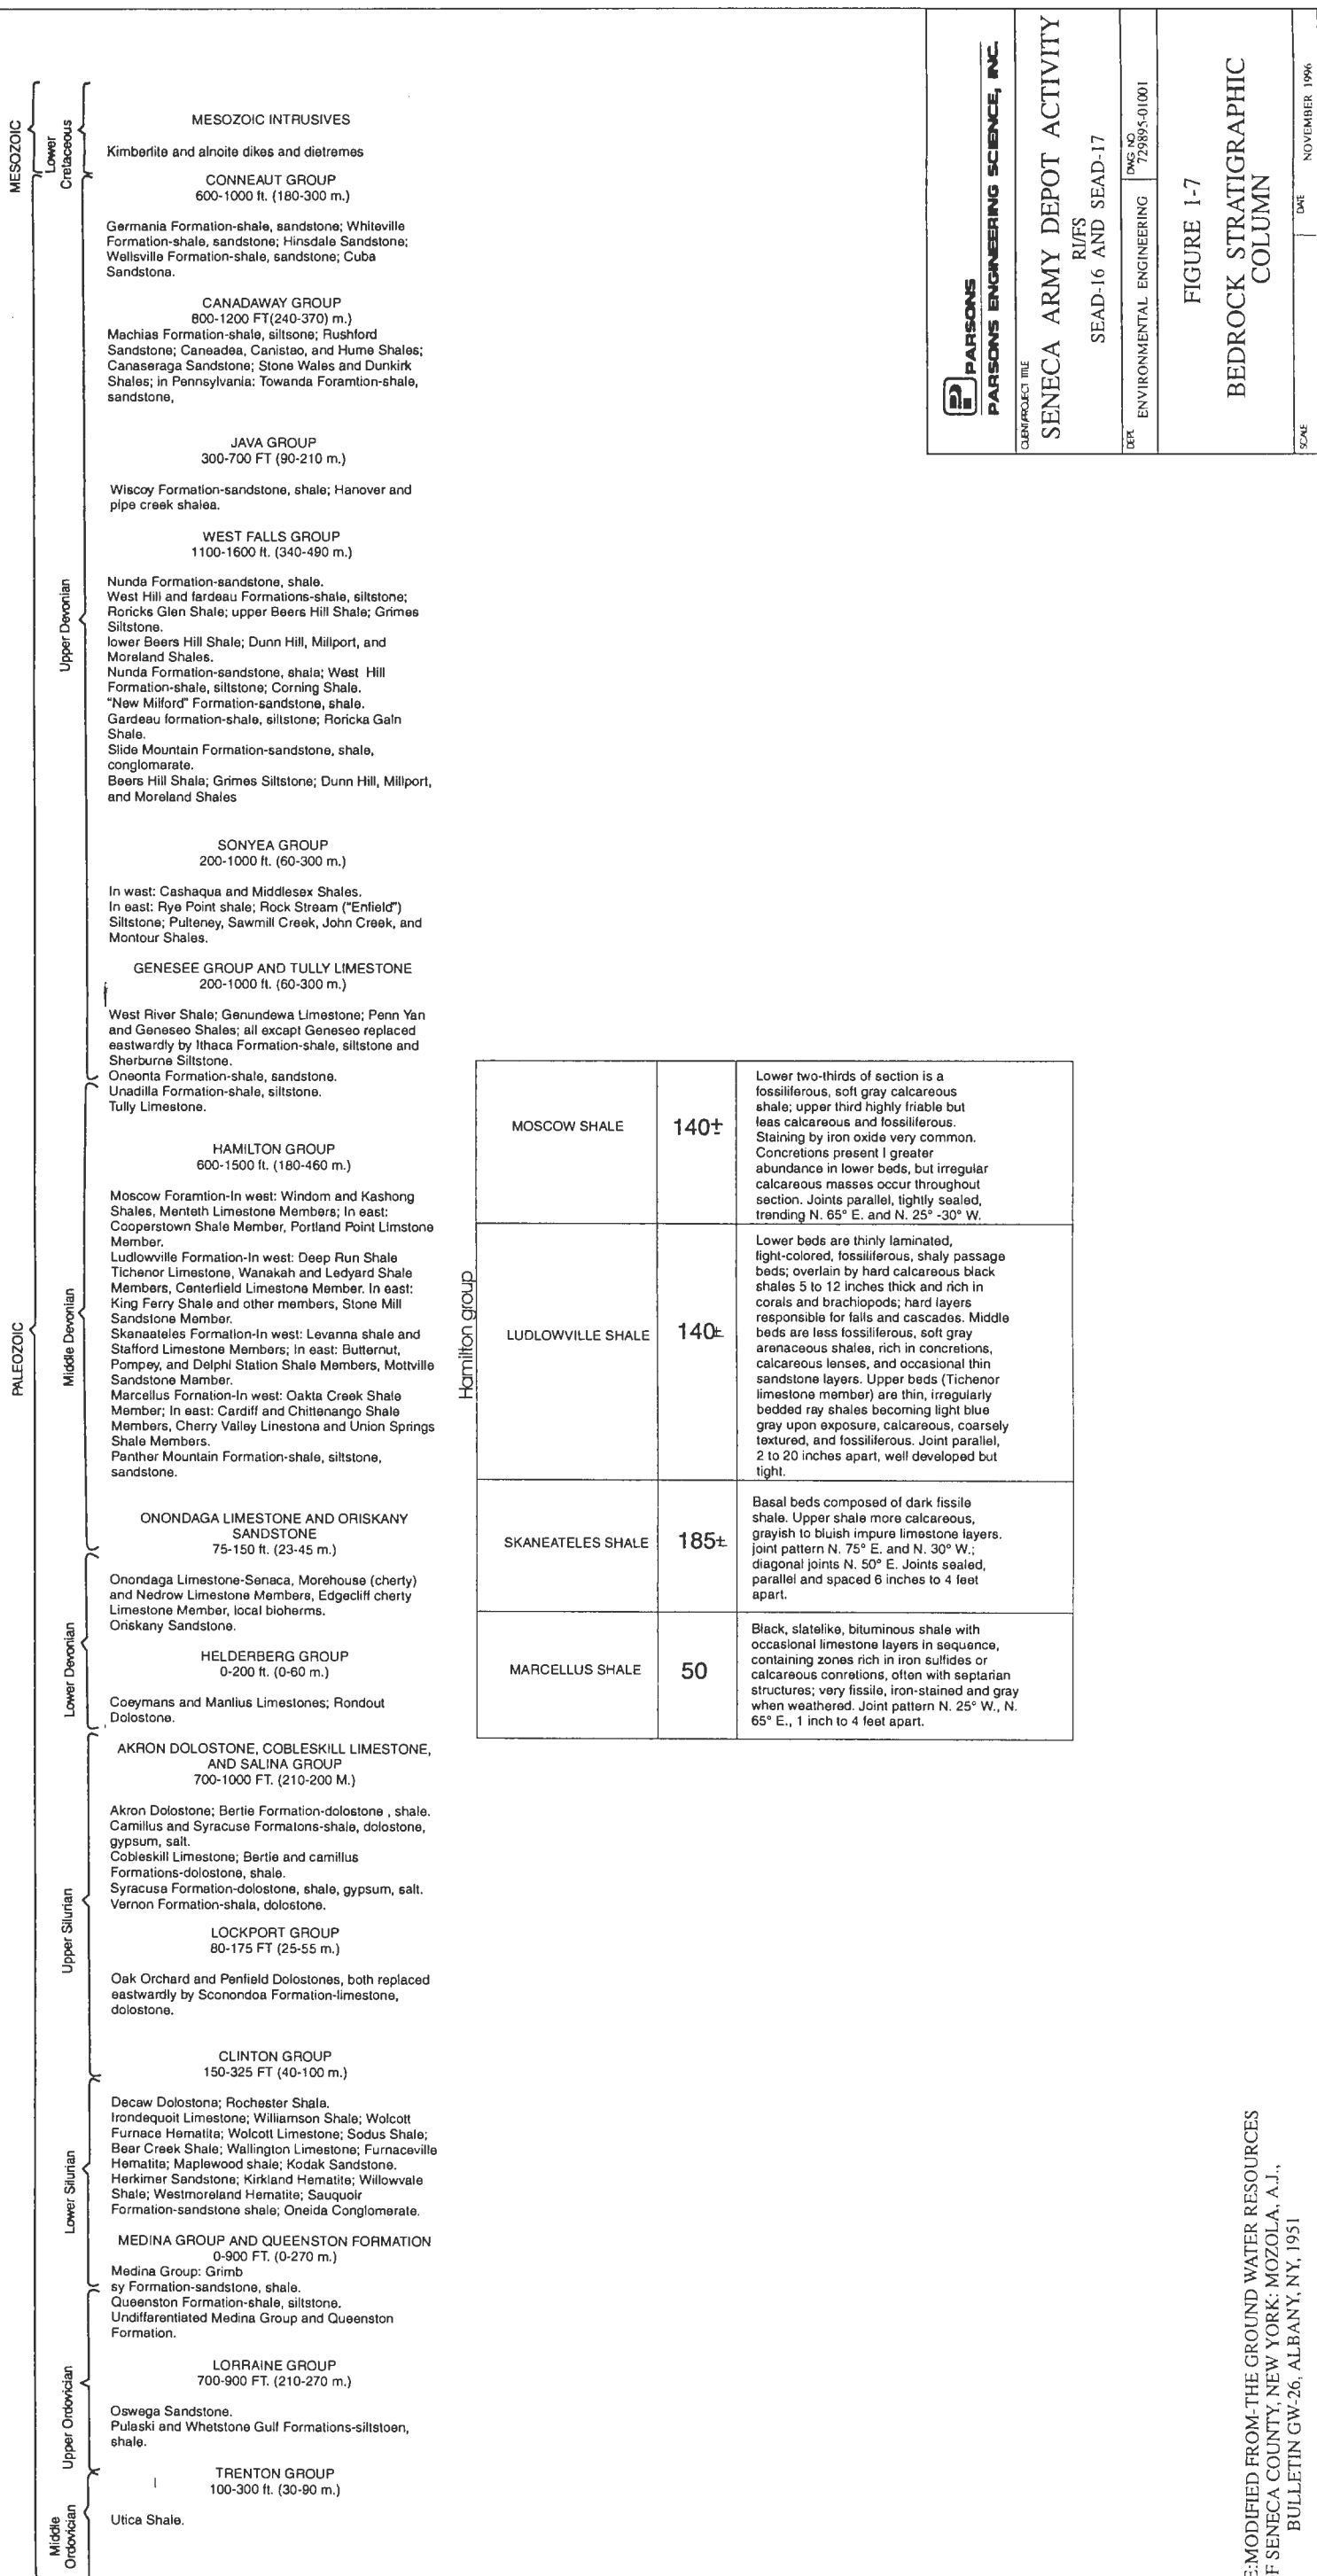 MESOZOIC
Lower
Cretaceous
MESOZOIC INTRUSIVES
Kimberlite and alnoite dikes and dietremes
PALEOZOIC
Upper Devonian
CONNEAUT GROUP
600-1000 ft. (180-300 m.)
Germania Formation-shale, sandstone; Whiteville
Formation-shale, sandstone; Hinsdale Sandstone;
Wellsville Formation-shale, sandstone; Cuba
Sandstona.
CANADAWAY GROUP
800-1200 FT(240-370) m.)
Machias Formation-shale, siltsone; Rushford
Sandstone; Caneadea, Canistao, and Hume Shales;
Canaseraga Sandstone; Stone Wales and Dunkirk
Shales; in Pennsylvania: Towanda Foramtion-shale,
sandstone,
JAVA GROUP
300-700 FT (90-210 m.)
Wiscoy Formation-sandstone, shale; Hanover and
pipe creek shalea.
WEST FALLS GROUP
1100-1600 ft. (340-490 m.)
Nunda Formation-sandstone, shale.
West Hill and fardeau Formations-shale, siltstone;
Roricks Glen Shale; upper Beers Hill Shale; Grimes
Siltstone.
lower Beers Hill Shale; Dunn Hill, Millport, and
Moreland Shales.
Nunda Formation-sandstone, shala; West Hill
Formation-shale, siltstone; Corning Shale.
"New Milford" Formation-sandstone, shale.
Gardeau formation-shale, siltstone; Roricka Galn
Shale.
Slide Mountain Formation-sandstone, shale,
conglomarate.
Beers Hill Shala; Grimes Siltstone; Dunn Hill, Millport,
and Moreland Shales
SONYEA GROUP
200-1000 ft. (60-300 m.)
In wast: Cashaqua and Middlesex Shales.
In east: Rye Point shale; Rock Stream ("Enfield")
Siltstone; Pulteney, Sawmill Creek, John Creek, and
Montour Shales.
GENESEE GROUP AND TULLY LIMESTONE
200-1000 ft. (60-300 m.)
West River Shale; Genundewa Limestone; Penn Yan
and Geneseo Shales; all excapt Geneseo replaced
eastwardly by Ithaca Formation-shale, siltstone and
Sherburne Siltstone.
Oneonta Formation-shale, sandstone.
Unadilla Formation-shale, siltstone.
Tully Limestone.
Middle Devonian
HAMILTON GROUP
600-1500 ft. (180-460 m.)
Moscow Foramtion-In west: Windom and Kashong
Shales, Menteth Limestone Members; In east:
Cooperstown Shale Member, Portland Point Limstone
Member.
Ludlowville Formation-In west: Deep Run Shale
Tichenor Limestone, Wanakah and Ledyard Shale
Members, Centerfield Limestone Member. In east:
King Ferry Shale and other members, Stone Mill
Sandstone Member.
Skanaateles Formation-In west: Levanna shale and
Stafford Limestone Members; In east: Butternut,
Pompey, and Delphi Station Shale Members, Mottville
Sandstone Member.
Marcellus Fornation-In west: Oakta Creek Shale
Member; In east: Cardiff and Chittenango Shale
Members, Cherry Valley Linestona and Union Springs
Shale Members.
Panther Mountain Formation-shale, siltstone,
sandstone.
ONONDAGA LIMESTONE AND ORISKANY
SANDSTONE
75-150 ft. (23-45 m.)
Onondaga Limestone-Senaca, Morehouse (cherty)
and Nedrow Limestone Members, Edgecliff cherty
Limestone Member, local bioherms.
Oriskany Sandstone.
Lower Devonian
HELDERBERG GROUP
0-200 ft. (0-60 m.)
Coeymans and Manlius Limestones; Rondout
Dolostone.
Upper Silurian
AKRON DOLOSTONE, COBLESKILL LIMESTONE,
AND SALINA GROUP
700-1000 FT. (210-200 M.)
Akron Dolostone; Bertie Formation-dolostone , shale.
Camillus and Syracuse Formatons-shale, dolostone,
gypsum, salt.
Cobleskill Limestone; Bertie and camillus
Formations-dolostone, shale.
Syracusa Formation-dolostone, shale, gypsum, salt.
Vernon Formation-shala, dolostone.
LOCKPORT GROUP
80-175 FT (25-55 m.)
Oak Orchard and Penfield Dolostones, both replaced
eastwardly by Sconondoa Formation-limestone,
dolostone.
CLINTON GROUP
150-325 FT (40-100 m.)
Lower Silurian
Decaw Dolostona; Rochester Shala.
Irondequoit Limestone; Williamson Shale; Wolcott
Furnace Hematita; Wolcott Limestone; Sodus Shale;
Bear Creek Shale; Wallington Limestone; Furnaceville
Hematita; Maplewood shale; Kodak Sandstone.
Herkimer Sandstone; Kirkland Hematite; Willowvale
Shale; Westmoreland Hematite; Sauquoir
Formation-sandstone shale; Oneida Conglomerate.
MEDINA GROUP AND QUEENSTON FORMATION
0-900 FT. (0-270 m.)
Medina Group: Grimb
sy Formation-sandstone, shale.
Queenston Formation-shale, siltstone.
Undiffarentiated Medina Group and Queenston
Formation.
Upper Ordovician
LORRAINE GROUP
700-900 FT. (210-270 m.)
Oswega Sandstone.
Pulaski and Whetstone Gulf Formations-siltstoen,
shale.
Middle
Ordovician
TRENTON GROUP
100-300 ft. (30-90 m.)
Utica Shale.
Hamilton group
MOSCOW SHALE
140±
Lower two-thirds of section is a
fossiliferous, soft gray calcareous
shale; upper third highly friable but
leas calcareous and fossiliferous.
Staining by iron oxide very common.
Concretions present I greater
abundance in lower beds, but irregular
calcareous masses occur throughout
section. Joints parallel, tightly sealed,
trending N. 65° E. and N. 25° -30° W.
LUDLOWVILLE SHALE
140±
Lower beds are thinly laminated,
light-colored, fossiliferous, shaly passage
beds; overlain by hard calcareous black
shales 5 to 12 inches thick and rich in
corals and brachiopods; hard layers
responsible for falls and cascades. Middle
beds are less fossiliferous, soft gray
arenaceous shales, rich in concretions,
calcareous lenses, and occasional thin
sandstone layers. Upper beds (Tichenor
limestone member) are thin, irregularly
bedded ray shales becoming light blue
gray upon exposure, calcareous, coarsely
textured, and fossiliferous. Joint parallel,
2 to 20 inches apart, well developed but
tight.
SKANEATELES SHALE
185±
Basal beds composed of dark fissile
shale. Upper shale more calcareous,
grayish to bluish impure limestone layers.
joint pattern N. 75° E. and N. 30° W.;
diagonal joints N. 50° E. Joints sealed,
parallel and spaced 6 inches to 4 feet
apart.
MARCELLUS SHALE
50
Black, slatelike, bituminous shale with
occasional limestone layers in sequence,
containing zones rich in iron sulfides or
calcareous conretions, often with septarian
structures; very fissile, iron-stained and gray
when weathered. Joint pattern N. 25° W., N.
65° E., 1 inch to 4 feet apart.
PARSONS
PARSONS ENGINEERING SCIENCE, INC.
CLIENT/PROJECT TITLE
SENECA ARMY DEPOT ACTIVITY
RI/FS
SEAD-16 AND SEAD-17
DEPT.
ENVIRONMENTAL ENGINEERING
DWG NO.
729895-01001
FIGURE 1-7
BEDROCK STRATIGRAPHIC
COLUMN
SCALE
DATE
NOVEMBER 1996
E:MODIFIED FROM-THE GROUND WATER RESOURCES
F SENECA COUNTY, NEW YORK: MOZOLA, A.J.,
BULLETIN GW-26, ALBANY, NY, 1951